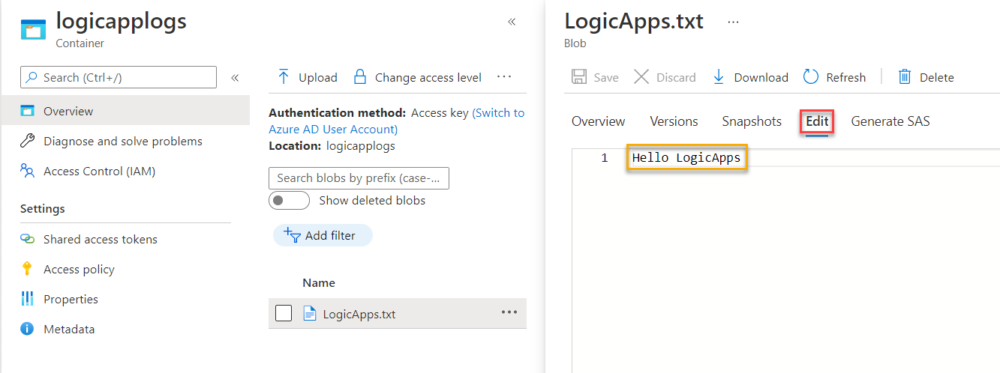 logicapplogs
Container
«
Search (Ctrl+/)
«
Overview
Diagnose and solve problems
Access Control (IAM)
Settings
Shared access tokens
Access policy
Properties
Metadata
Upload
Change access level
···
Authentication method: Access key (Switch to
Azure AD User Account)
Location: logicapplogs
Search blobs by prefix (case-...
Show deleted blobs
Add filter
Name
LogicApps.txt
···
LogicApps.txt ···
Blob
Save
Discard
Download
Refresh
Delete
Overview
Versions
Snapshots
Edit
Generate SAS
1 Hello LogicApps